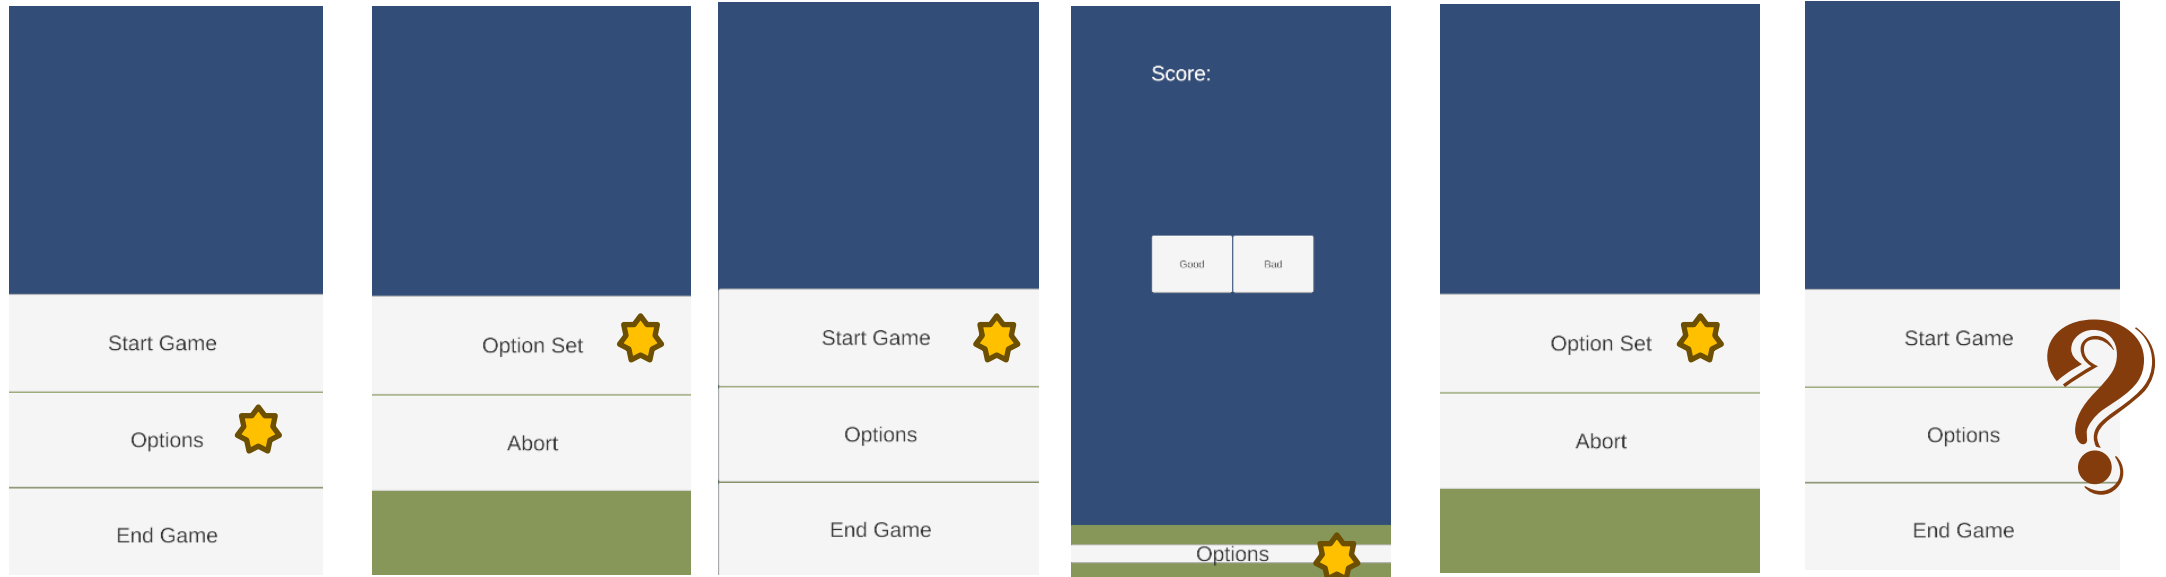 Start Game
Options
End Game
Option Set
Abort
Start Game
Options
End Game
Score:
Good
Bad
Options
Option Set
Abort
Start Game
Options
End Game
?